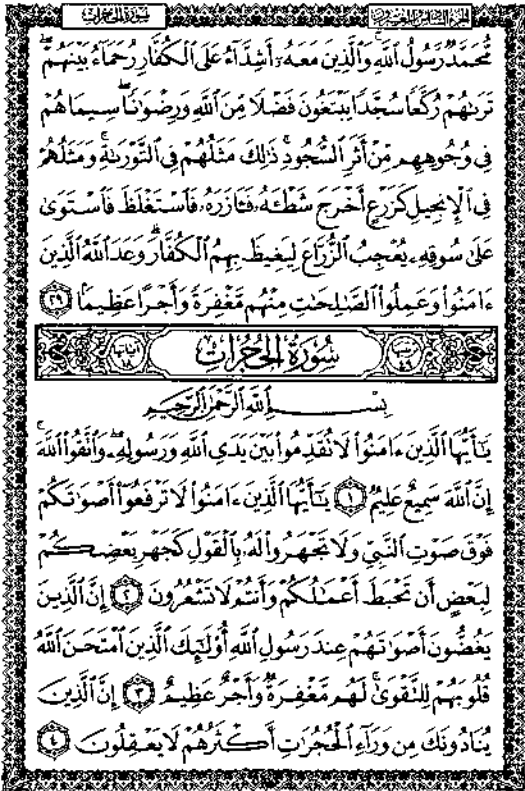 سورة الحجرات
الجزء السادس والعشرون
مُّحَمَّدٌ رَّسُولُ ٱللَّهِ وَٱلَّذِينَ مَعَهُۥٓ أَشِدَّآءُ عَلَى ٱلْكُفَّارِ رُحَمَآءُ بَيْنَهُمْ ۖ
تَرَىٰهُمْ رُكَّعًا سُجَّدًا يَبْتَغُونَ فَضْلًا مِّنَ ٱللَّهِ وَرِضْوَٰنًا ۖ سِيمَاهُمْ
فِى وُجُوهِهِم مِّنْ أَثَرِ ٱلسُّجُودِ ۚ ذَٰلِكَ مَثَلُهُمْ فِى ٱلتَّوْرَىٰةِ ۚ وَمَثَلُهُمْ
فِى ٱلْإِنجِيلِ كَزَرْعٍ أَخْرَجَ شَطْـَٔهُۥ فَـَٔازَرَهُۥ فَٱسْتَغْلَظَ فَٱسْتَوَىٰ
عَلَىٰ سُوقِهِۦ يُعْجِبُ ٱلزُّرَّاعَ لِيَغِيظَ بِهِمُ ٱلْكُفَّارَ ۗ وَعَدَ ٱللَّهُ ٱلَّذِينَ
ءَامَنُوا۟ وَعَمِلُوا۟ ٱلصَّـٰلِحَـٰتِ مِنْهُم مَّغْفِرَةً وَأَجْرًا عَظِيمًۢا ٢٩
ترتيبها ٤٩ سُورَةُ الحُجُرَاتِ آياتها ١٨
بِسْمِ ٱللَّهِ ٱلرَّحْمَـٰنِ ٱلرَّحِيمِ
يَـٰٓأَيُّهَا ٱلَّذِينَ ءَامَنُوا۟ لَا تُقَدِّمُوا۟ بَيْنَ يَدَىِ ٱللَّهِ وَرَسُولِهِۦ ۖ وَٱتَّقُوا۟ ٱللَّهَ ۚ
إِنَّ ٱللَّهَ سَمِيعٌ عَلِيمٌ ١ يَـٰٓأَيُّهَا ٱلَّذِينَ ءَامَنُوا۟ لَا تَرْفَعُوٓا۟ أَصْوَٰتَكُمْ
فَوْقَ صَوْتِ ٱلنَّبِىِّ وَلَا تَجْهَرُوا۟ لَهُۥ بِٱلْقَوْلِ كَجَهْرِ بَعْضِكُمْ
لِبَعْضٍ أَن تَحْبَطَ أَعْمَـٰلُكُمْ وَأَنتُمْ لَا تَشْعُرُونَ ٢ إِنَّ ٱلَّذِينَ
يَغُضُّونَ أَصْوَٰتَهُمْ عِندَ رَسُولِ ٱللَّهِ أُو۟لَـٰٓئِكَ ٱلَّذِينَ ٱمْتَحَنَ ٱللَّهُ
قُلُوبَهُمْ لِلتَّقْوَىٰ ۚ لَهُم مَّغْفِرَةٌ وَأَجْرٌ عَظِيمٌ ٣ إِنَّ ٱلَّذِينَ
يُنَادُونَكَ مِن وَرَآءِ ٱلْحُجُرَٰتِ أَكْثَرُهُمْ لَا يَعْقِلُونَ ٤